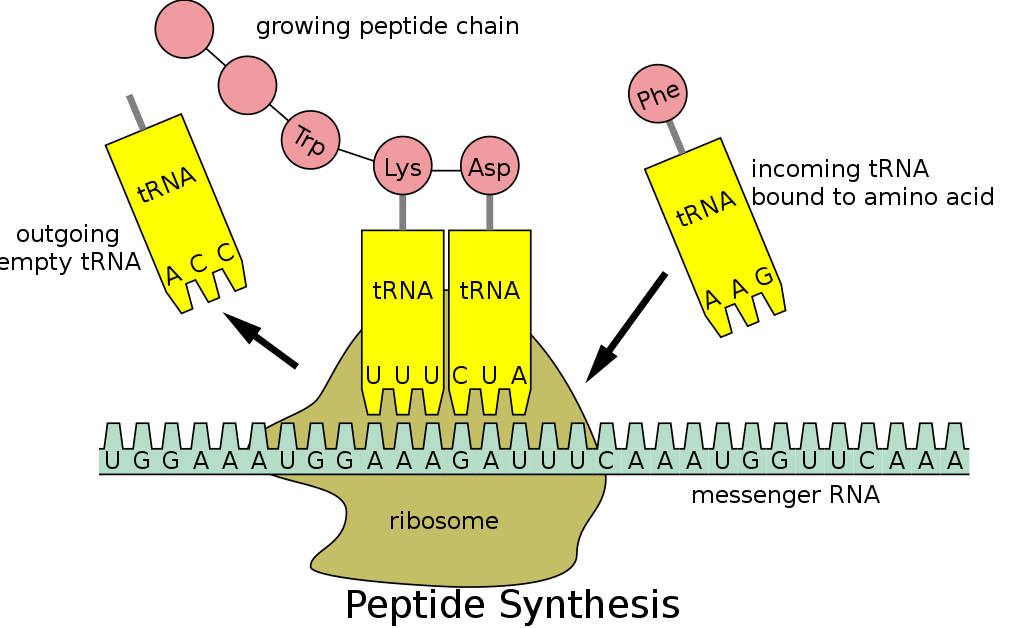 growing peptide chain
Trp
Lys
Asp
Phe
tRNA
A C C
outgoing
empty tRNA
tRNA
U U U
tRNA
C U A
tRNA
A A G
incoming tRNA
bound to amino acid
U G G A A A U G G A A A G A U U U C A A A U G G U U C A A A
messenger RNA
ribosome
Peptide Synthesis